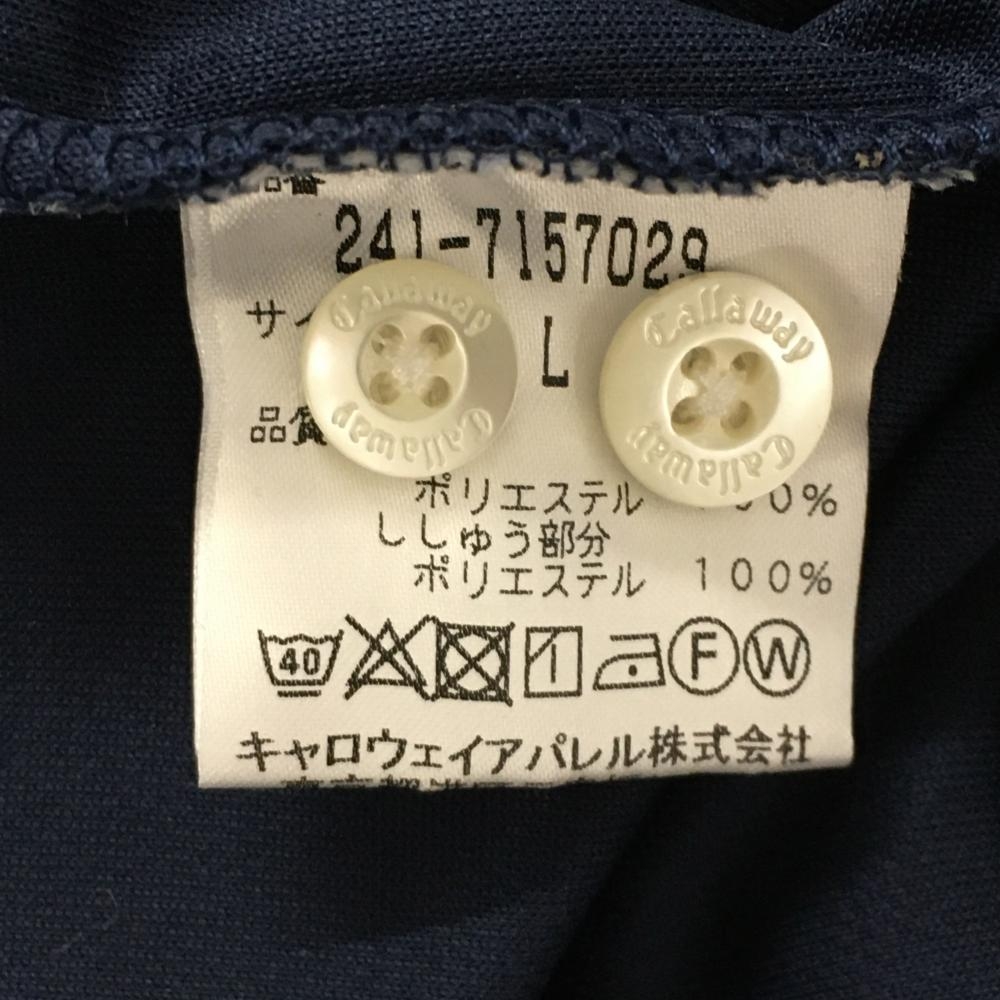 241-7157029
L
Callaway
Callaway
Callaway
Callaway
ポリエステル
ししゅう部分
ポリエステル 100%
40
F W
キャロウェイアパレル株式会社